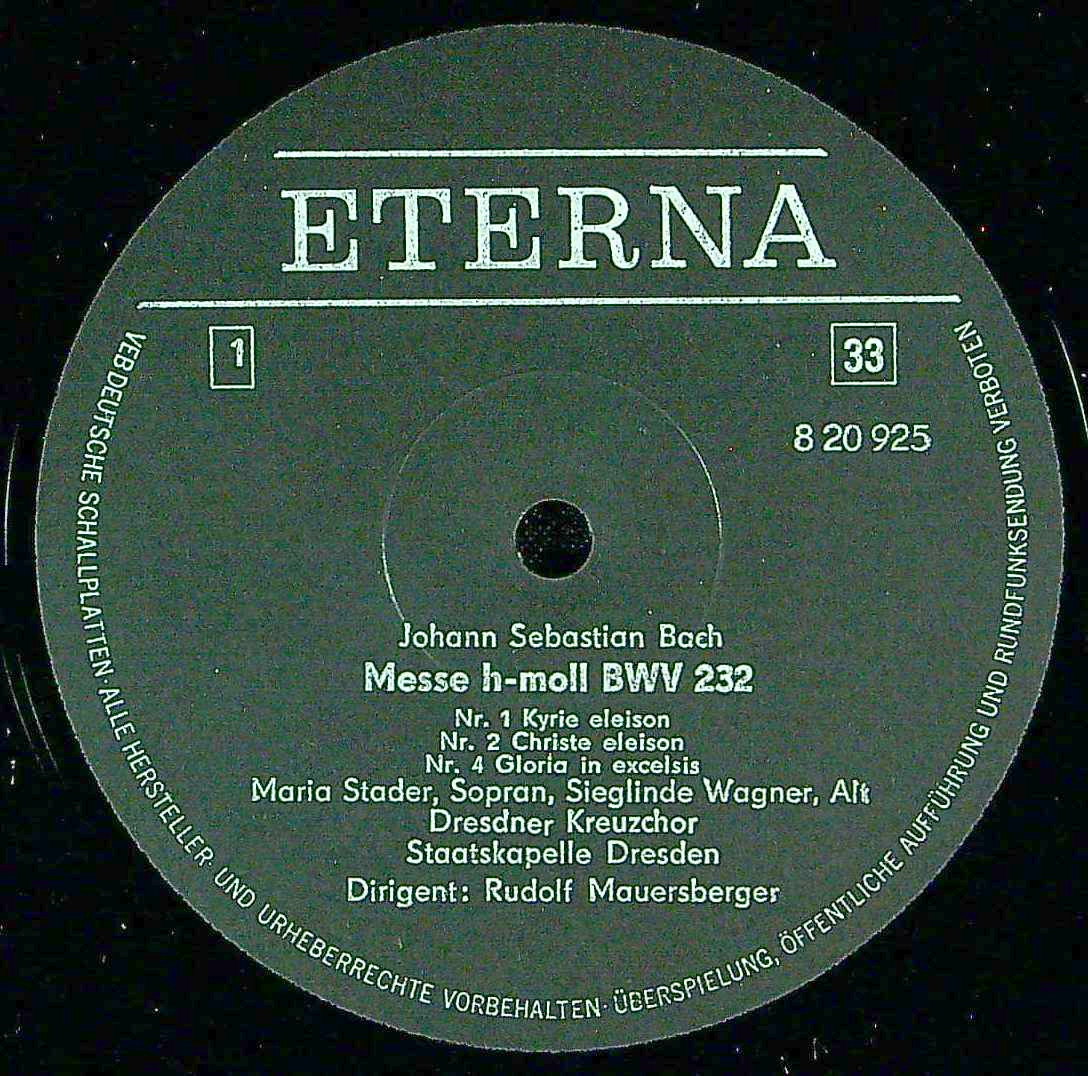 ETERNA
1
33
8 20 925
Johann Sebastian Bach
Messe h-moll BWV 232
Nr. 1 Kyrie eleison
Nr. 2 Christe eleison
Nr. 4 Gloria in excelsis
Maria Stader, Sopran, Sieglinde Wagner, Alt
Dresdner Kreuzchor
Staatskapelle Dresden
Dirigent: Rudolf Mauersberger
VEB DEUTSCHE SCHALLPLATTEN · ALLE HERSTELLER- UND URHEBERRECHTE VORBEHALTEN · ÜBERSPIELUNG, ÖFFENTLICHE AUFFÜHRUNG UND RUNDFUNKSENDUNG VERBOTEN